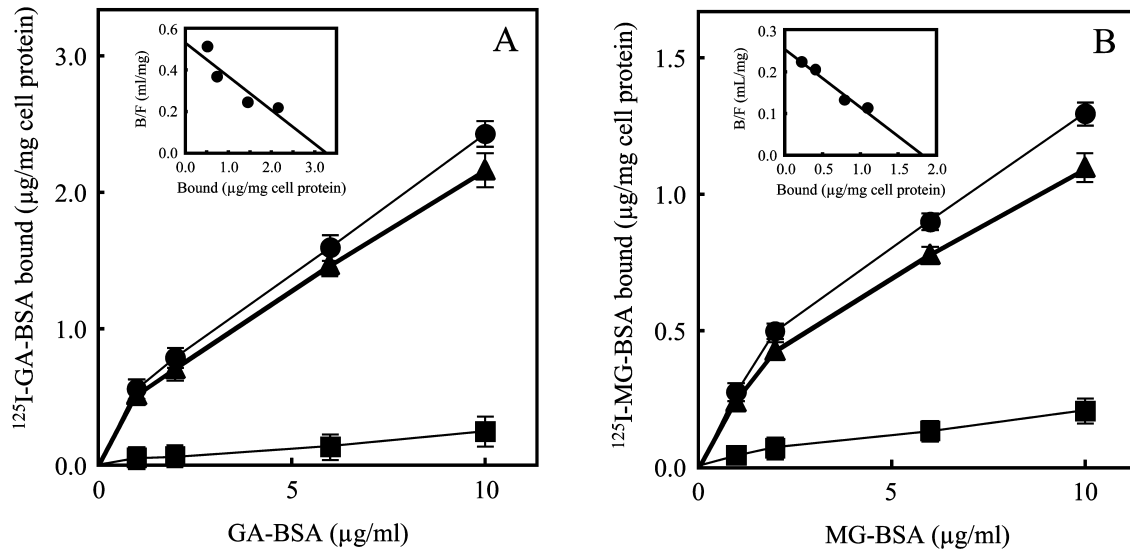 A
¹²⁵I-GA-BSA bound (µg/mg cell protein)
3.0
2.0
1.0
0.0
0
5
10
GA-BSA (µg/ml)
B/F (ml/mg)
0.6
0.4
0.2
0.0
0.0 1.0 2.0 3.0
Bound (µg/mg cell protein)
B
¹²⁵I-MG-BSA bound (µg/mg cell protein)
1.5
1.0
0.5
0.0
0
5
10
MG-BSA (µg/ml)
B/F (mL/mg)
0.3
0.2
0.1
0.0
0.0 0.5 1.0 1.5 2.0
Bound (µg/mg cell protein)